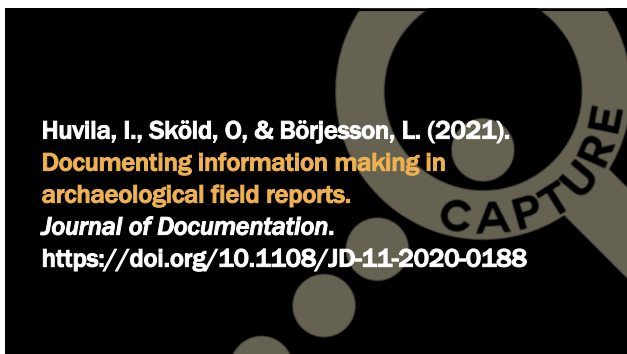 Huvila, I., Sköld, O, & Börjesson, L. (2021).
Documenting information making in
archaeological field reports.
Journal of Documentation.
https://doi.org/10.1108/JD-11-2020-0188
CAPTURE